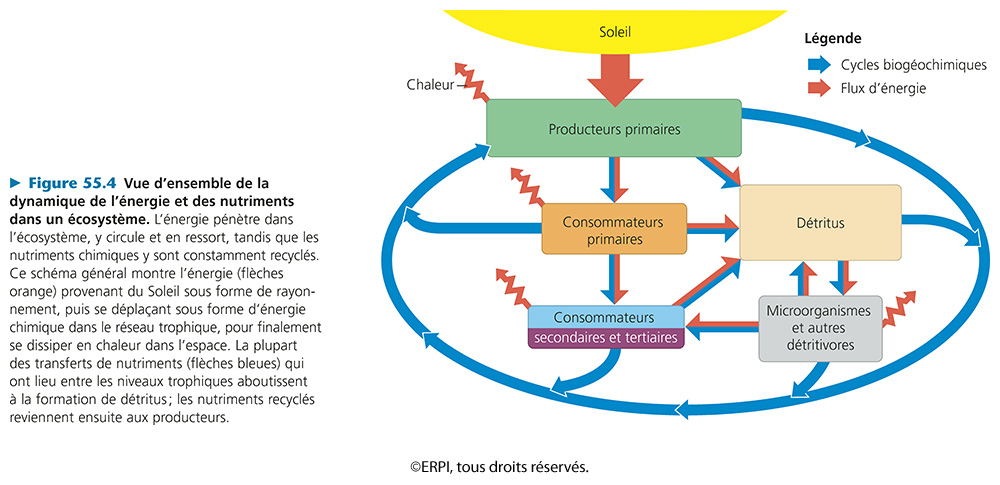 ► Figure 55.4 Vue d'ensemble de la
dynamique de l'énergie et des nutriments
dans un écosystème. L'énergie pénètre dans
l'écosystème, y circule et en ressort, tandis que les
nutriments chimiques y sont constamment recyclés.
Ce schéma général montre l'énergie (flèches
orange) provenant du Soleil sous forme de rayon-
nement, puis se déplaçant sous forme d'énergie
chimique dans le réseau trophique, pour finalement
se dissiper en chaleur dans l'espace. La plupart
des transferts de nutriments (flèches bleues) qui
ont lieu entre les niveaux trophiques aboutissent
à la formation de détritus ; les nutriments recyclés
reviennent ensuite aux producteurs.
Soleil
Légende
Cycles biogéochimiques
Flux d'énergie
Chaleur
Producteurs primaires
Consommateurs
primaires
Détritus
Consommateurs
secondaires et tertiaires
Microorganismes
et autres
détritivores
©ERPI, tous droits réservés.